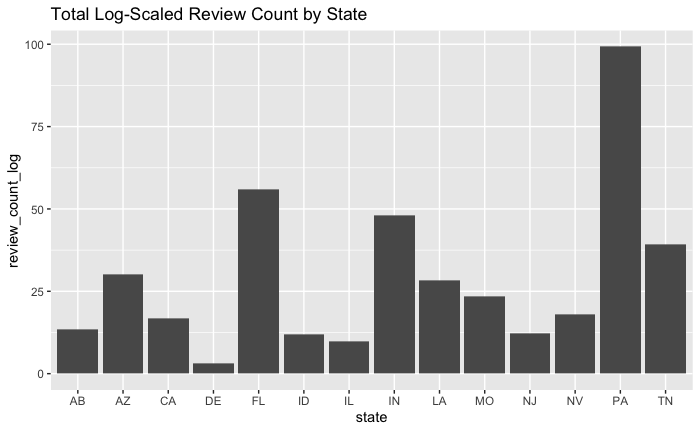 Total Log-Scaled Review Count by State
review_count_log
100
75
50
25
0
AB AZ CA DE FL ID IL IN LA MO NJ NV PA TN
state